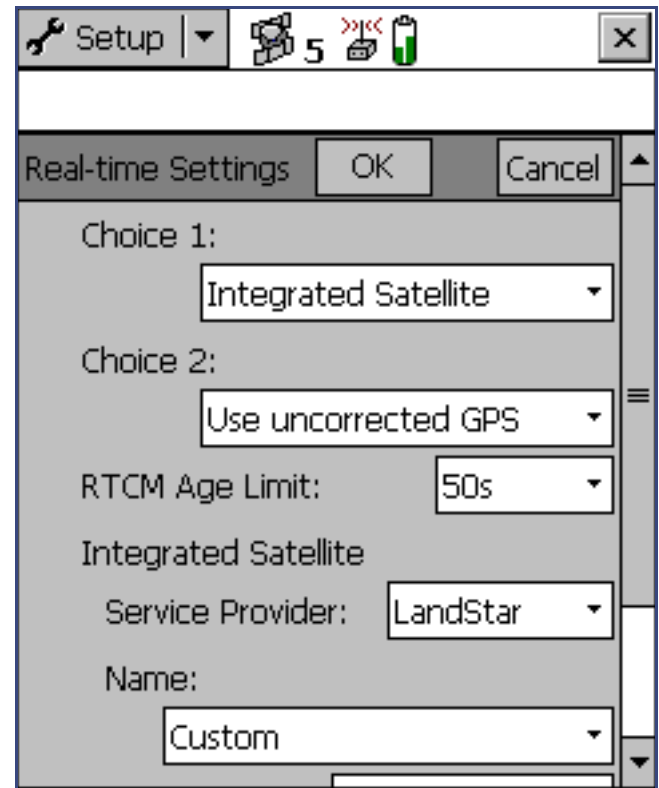 Setup 5
Real-time Settings OK Cancel
Choice 1:
Integrated Satellite
Choice 2:
Use uncorrected GPS
RTCM Age Limit: 50s
Integrated Satellite
Service Provider: LandStar
Name:
Custom